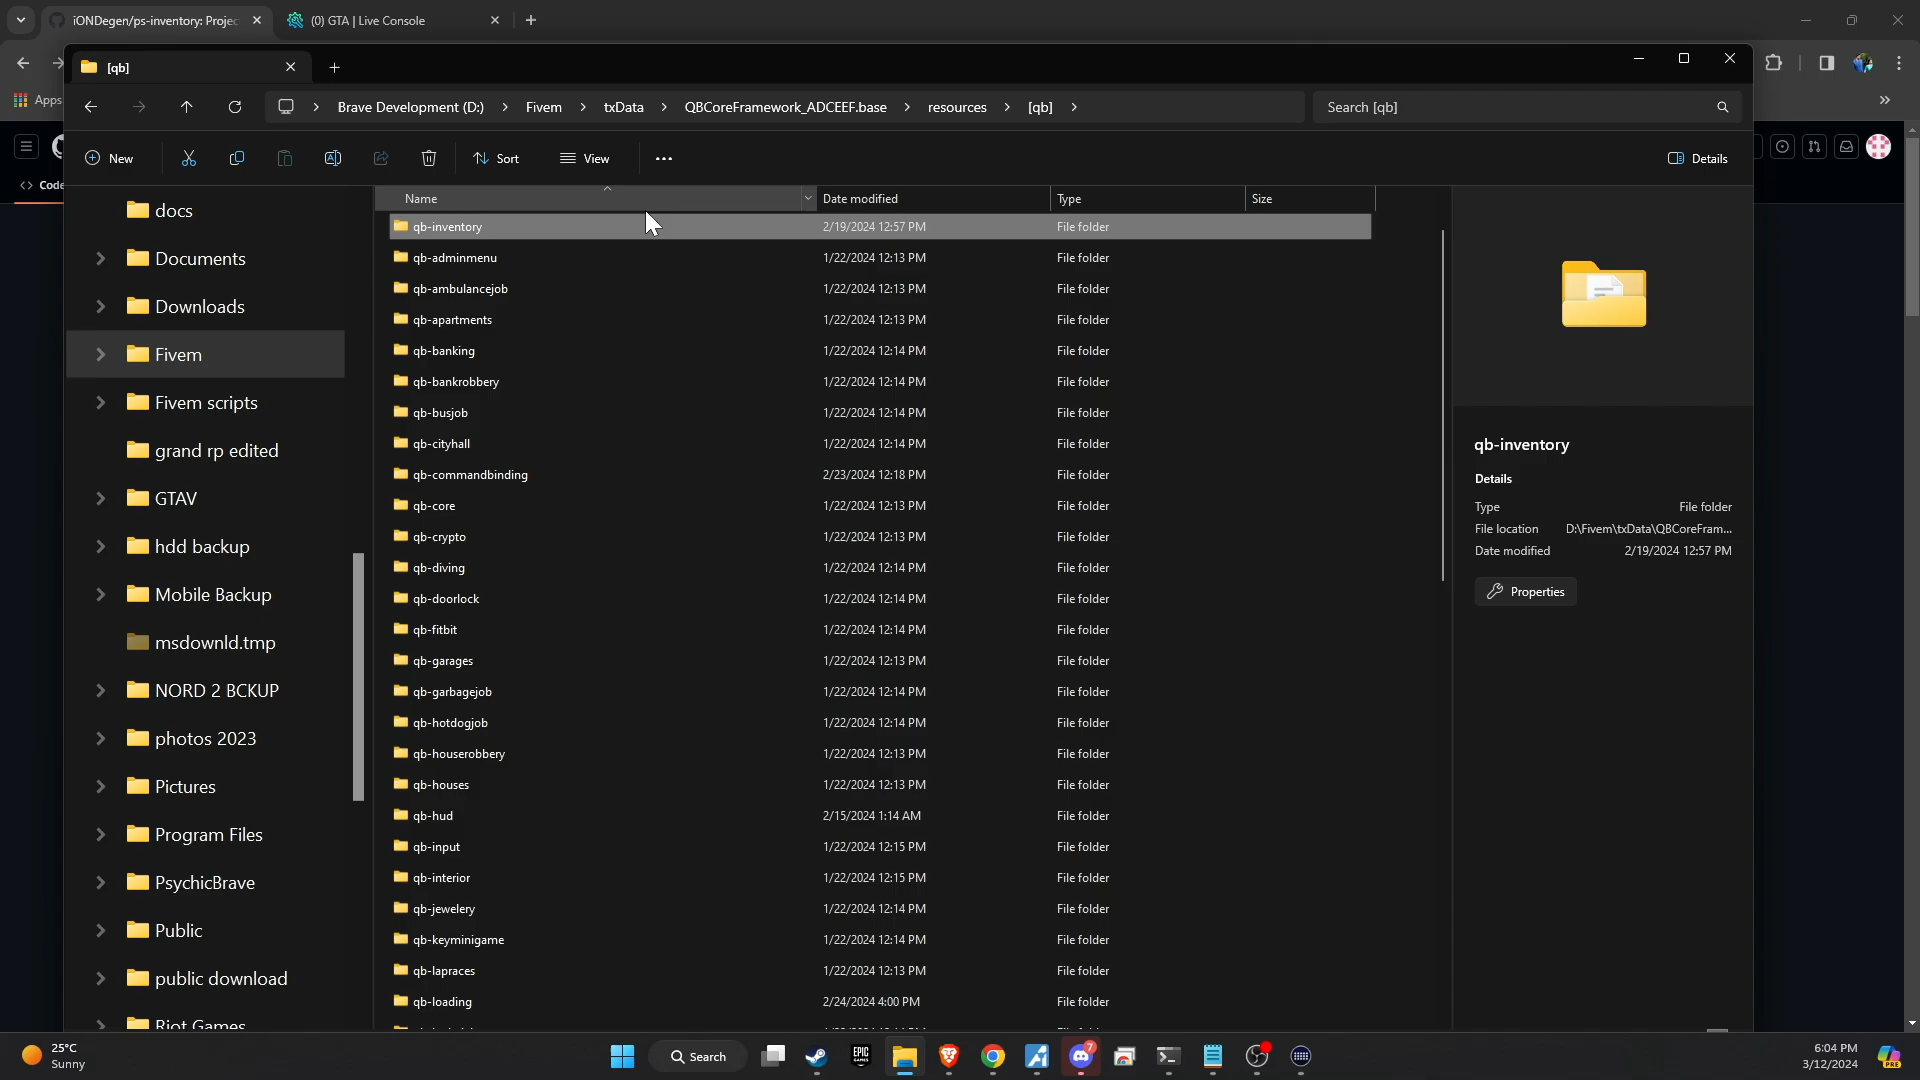 iONDegen/ps-inventory: Projec
(0) GTA | Live Console
[qb]
Apps
Brave Development (D:)
Fivem
txData
QBCoreFramework_ADCEEF.base
resources
[qb]
Search [qb]
New
Sort
View
Details
Code
docs
Documents
Downloads
Fivem
Fivem scripts
grand rp edited
GTAV
hdd backup
Mobile Backup
msdownld.tmp
NORD 2 BCKUP
photos 2023
Pictures
Program Files
PsychicBrave
Public
public download
Riot Games
Name Date modified Type Size
qb-inventory 2/19/2024 12:57 PM File folder
qb-adminmenu 1/22/2024 12:13 PM File folder
qb-ambulancejob 1/22/2024 12:13 PM File folder
qb-apartments 1/22/2024 12:13 PM File folder
qb-banking 1/22/2024 12:14 PM File folder
qb-bankrobbery 1/22/2024 12:14 PM File folder
qb-busjob 1/22/2024 12:14 PM File folder
qb-cityhall 1/22/2024 12:14 PM File folder
qb-commandbinding 2/23/2024 12:18 PM File folder
qb-core 1/22/2024 12:13 PM File folder
qb-crypto 1/22/2024 12:13 PM File folder
qb-diving 1/22/2024 12:14 PM File folder
qb-doorlock 1/22/2024 12:14 PM File folder
qb-fitbit 1/22/2024 12:14 PM File folder
qb-garages 1/22/2024 12:13 PM File folder
qb-garbagejob 1/22/2024 12:14 PM File folder
qb-hotdogjob 1/22/2024 12:14 PM File folder
qb-houserobbery 1/22/2024 12:13 PM File folder
qb-houses 1/22/2024 12:13 PM File folder
qb-hud 2/15/2024 1:14 AM File folder
qb-input 1/22/2024 12:15 PM File folder
qb-interior 1/22/2024 12:15 PM File folder
qb-jewelery 1/22/2024 12:14 PM File folder
qb-keyminigame 1/22/2024 12:14 PM File folder
qb-lapraces 1/22/2024 12:13 PM File folder
qb-loading 2/24/2024 4:00 PM File folder
qb-inventory
Details
Type File folder
File location D:\Fivem\txData\QBCoreFram...
Date modified 2/19/2024 12:57 PM
Properties
25°C
Sunny
Search
EPIC
GAMES
7
6:04 PM
3/12/2024
PRE